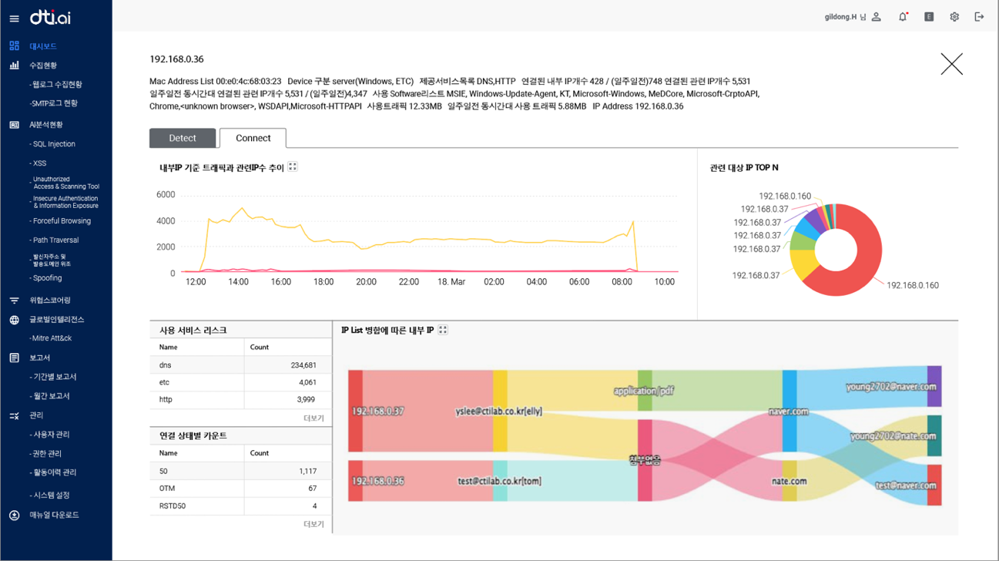 dti.ai
gildong.H 님
E
대시보드
수집현황
- 웹로그 수집현황
-SMTP로그 현황
AI분석현황
- SQL Injection
- XSS
- Unauthorized
Access & Scanning Tool
- Insecure Authentication
& Information Exposure
- Forceful Browsing
- Path Traversal
- 발신자주소 및
발송도메인 위조
- Spoofing
위협스코어링
글로벌인텔리전스
- Mitre Att&ck
보고서
- 기간별 보고서
- 월간 보고서
관리
- 사용자 관리
- 권한 관리
- 활동이력 관리
- 시스템 설정
매뉴얼 다운로드
192.168.0.36
Mac Address List 00:e0:4c:68:03:23 Device 구분 server(Windows, ETC) 제공서비스목록 DNS,HTTP 연결된 내부 IP개수 428 / (일주일전)748 연결된 관련 IP개수 5,531
일주일전 동시간대 연결된 관련 IP개수 5,531 / (일주일전)4,347 사용 Software리스트 MSIE, Windows-Update-Agent, KT, Microsoft-Windows, MeDCore, Microsoft-CrptoAPI,
Chrome,<unknown browser>, WSDAPI,Microsoft-HTTPAPI 사용트래픽 12.33MB 일주일전 동시간대 사용 트래픽 5.88MB IP Address 192.168.0.36
Detect
Connect
내부IP 기준 트래픽과 관련IP수 추이
6000
4000
2000
0
12:00 14:00 16:00 18:00 20:00 22:00 18. Mar 02:00 04:00 06:00 08:00 10:00
관련 대상 IP TOP N
192.168.0.160
192.168.0.37
192.168.0.37
192.168.0.37
192.168.0.37
192.168.0.37
192.168.0.160
사용 서비스 리스크
Name Count
dns 234,681
etc 4,061
http 3,999
더보기
연결 상태별 카운트
Name Count
S0 1,117
OTM 67
RSTDS0 4
더보기
IP List 병합에 따른 내부 IP
192.168.0.37
yslee@ctilab.co.kr[elly]
application/pdf
naver.com
young2702@naver.com
young2702@nate.com
첨부없음
192.168.0.36
test@ctilab.co.kr[tom]
nate.com
test@naver.com